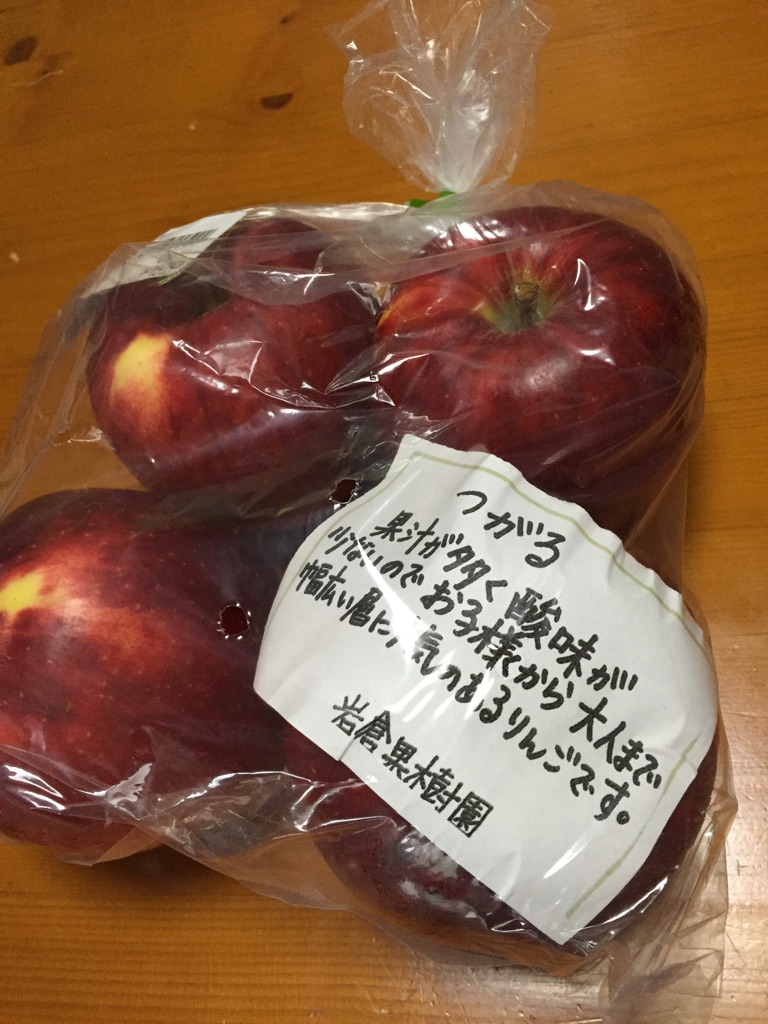 つがる
果汁が多く酸味が
少ないのでお子様から大人まで
幅広い層に人気のあるりんごです。
岩倉果樹園